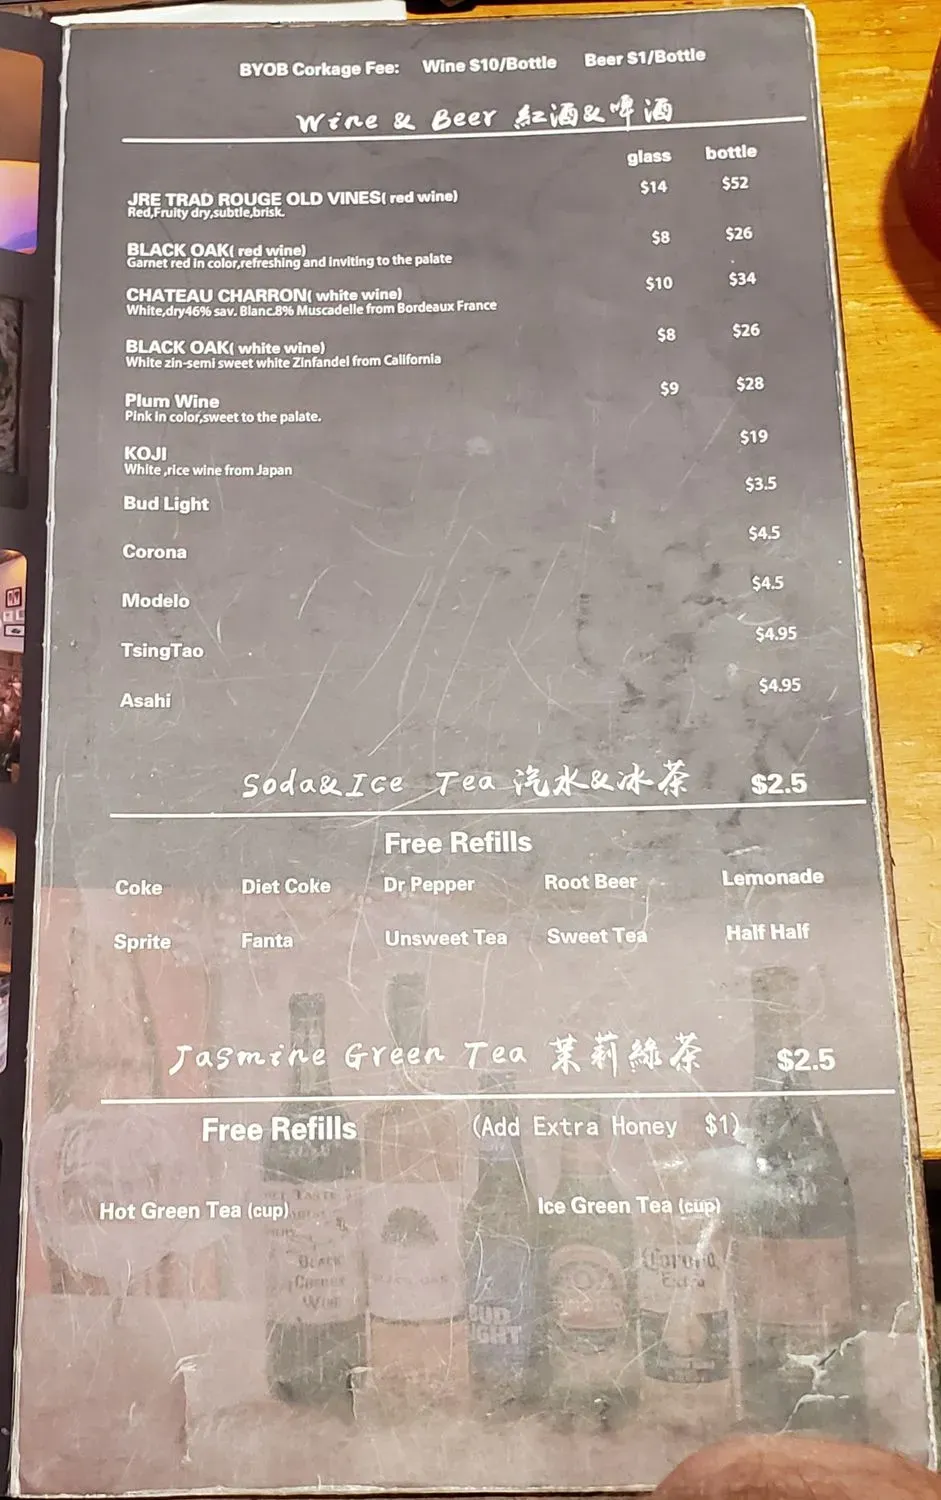 BYOB Corkage Fee: Wine $10/Bottle Beer $1/Bottle
Wine & Beer 紅酒&啤酒
glass bottle
JRE TRAD ROUGE OLD VINES( red wine) $14 $52
Red,Fruity dry,subtle,brisk.
BLACK OAK( red wine) $8 $26
Garnet red in color,refreshing and inviting to the palate
CHATEAU CHARRON( white wine) $10 $34
White,dry46% sav. Blanc.8% Muscadelle from Bordeaux France
BLACK OAK( white wine) $8 $26
White zin-semi sweet white Zinfandel from California
Plum Wine $9 $28
Pink in color,sweet to the palate.
KOJI $19
White ,rice wine from Japan
Bud Light $3.5
Corona $4.5
Modelo $4.5
TsingTao $4.95
Asahi $4.95
Soda&Ice Tea 汽水&冰茶 $2.5
Free Refills
Coke Diet Coke Dr Pepper Root Beer Lemonade
Sprite Fanta Unsweet Tea Sweet Tea Half Half
Jasmine Green Tea 茉莉綠茶 $2.5
Free Refills (Add Extra Honey $1)
Hot Green Tea (cup) Ice Green Tea (cup)
BUD
LIGHT
Corona
Extra